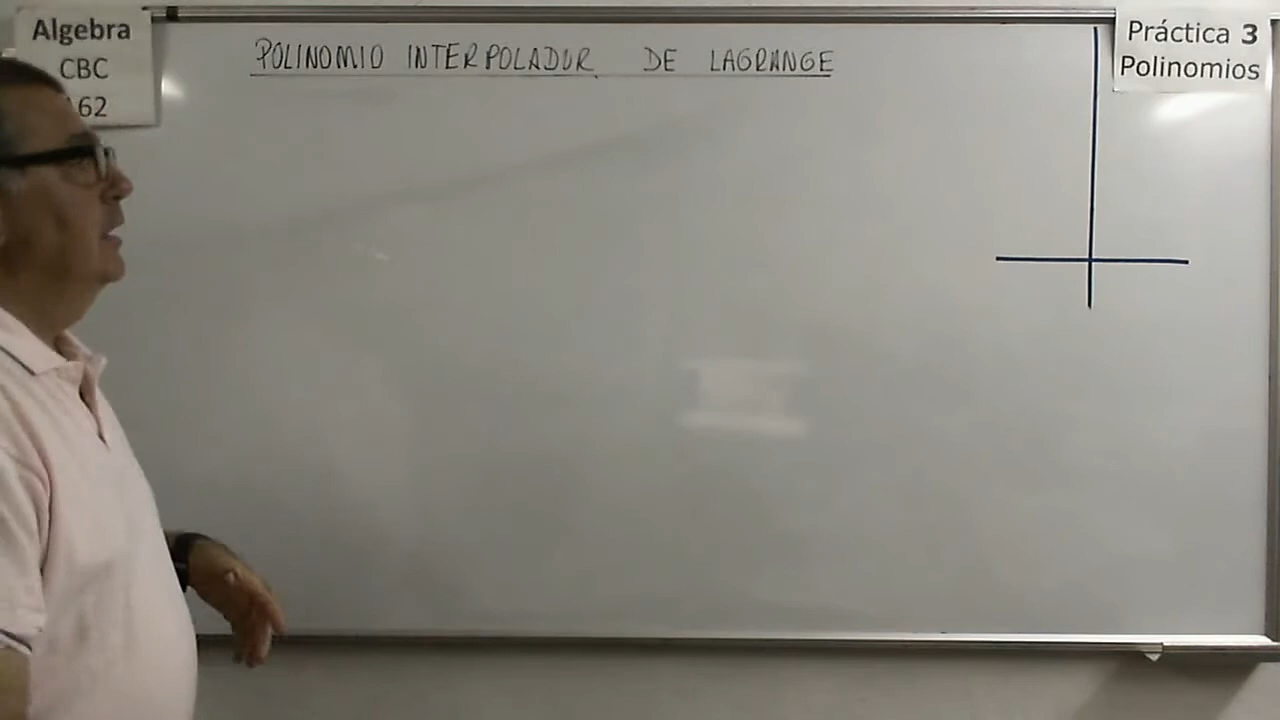 Algebra
CBC
62
POLINOMIO INTERPOLADOR DE LAGRANGE
Práctica 3
Polinomios